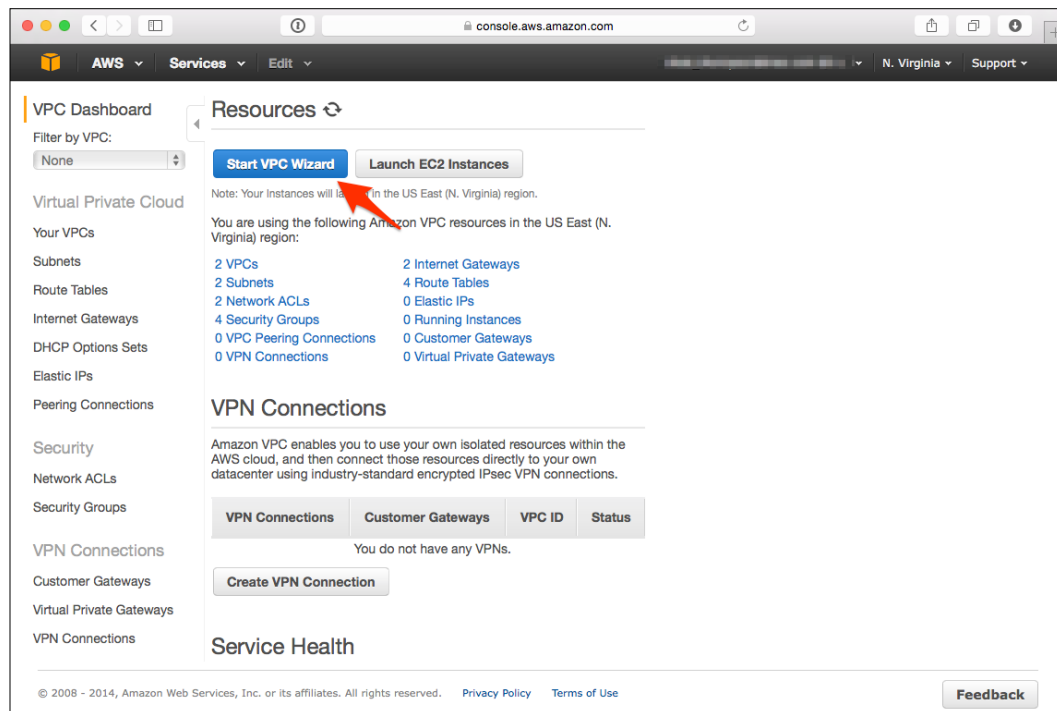 console.aws.amazon.com
AWS
Services
Edit
N. Virginia
Support
VPC Dashboard
Filter by VPC:
None
Virtual Private Cloud
Your VPCs
Subnets
Route Tables
Internet Gateways
DHCP Options Sets
Elastic IPs
Peering Connections
Security
Network ACLs
Security Groups
VPN Connections
Customer Gateways
Virtual Private Gateways
VPN Connections
Resources
Start VPC Wizard
Launch EC2 Instances
Note: Your Instances will in the US East (N. Virginia) region.
You are using the following Amazon VPC resources in the US East (N.
Virginia) region:
2 VPCs
2 Internet Gateways
2 Subnets
4 Route Tables
2 Network ACLs
0 Elastic IPs
4 Security Groups
0 Running Instances
0 VPC Peering Connections
0 Customer Gateways
0 VPN Connections
0 Virtual Private Gateways
VPN Connections
Amazon VPC enables you to use your own isolated resources within the
AWS cloud, and then connect those resources directly to your own
datacenter using industry-standard encrypted IPsec VPN connections.
VPN Connections
Customer Gateways
VPC ID
Status
You do not have any VPNs.
Create VPN Connection
Service Health
© 2008 - 2014, Amazon Web Services, Inc. or its affiliates. All rights reserved.
Privacy Policy
Terms of Use
Feedback